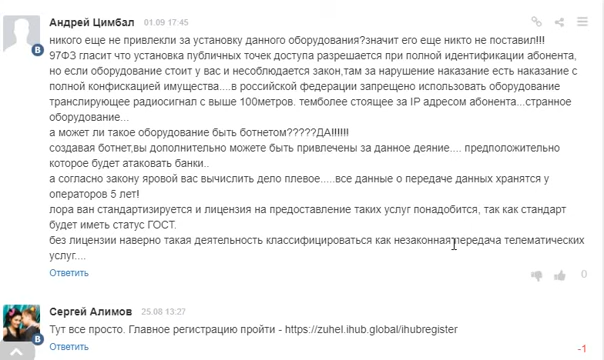 Андрей Цимбал 01.09 17:45
никого еще не привлекли за установку данного оборудования?значит его еще никто не поставил!!!
97ФЗ гласит что установка публичных точек доступа разрешается при полной идентификации абонента,
но если оборудование стоит у вас и несоблюдается закон,там за нарушение наказание есть наказание с
полной конфискацией имущества....в российской федерации запрещено использовать оборудование
транслирующее радиосигнал с выше 100метров. темболее стоящее за IP адресом абонента...странное
оборудование...
а может ли такое оборудование быть ботнетом?????ДА!!!!!!
создавая ботнет,вы дополнительно можете быть привлечены за данное деяние.... предположительно
которое будет атаковать банки..
а согласно закону яровой вас вычислить дело плевое.....все данные о передаче данных хранятся у
операторов 5 лет!
лора ван стандартизируется и лицензия на предоставление таких услуг понадобится, так как стандарт
будет иметь статус ГОСТ.
без лицензии наверно такая деятельность классифицироваться как незаконная передача телематических
услуг....
Ответить 0
Сергей Алимов 25.08 13:27
Тут все просто. Главное регистрацию пройти - https://zuhel.ihub.global/ihubregister
Ответить -1